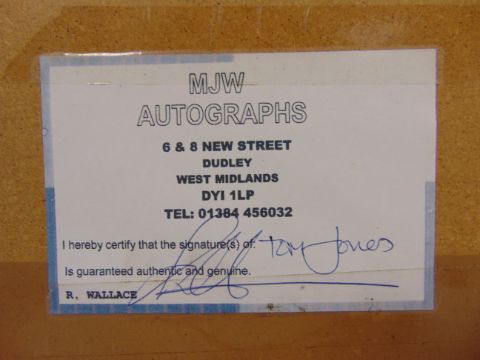 MJW
AUTOGRAPHS
6 & 8 NEW STREET
DUDLEY
WEST MIDLANDS
DYI 1LP
TEL: 01384 456032
I hereby certify that the signature(s) of: Tom Jones
Is guaranteed authentic and genuine.
R. WALLACE